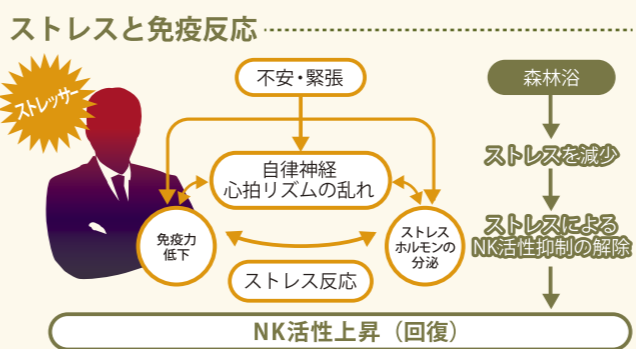 ストレスと免疫反応
ストレッサー
不安・緊張
自律神経
心拍リズムの乱れ
免疫力
低下
ストレス
ホルモンの
分泌
ストレス反応
森林浴
ストレスを減少
ストレスによる
NK活性抑制の解除
NK活性上昇（回復）